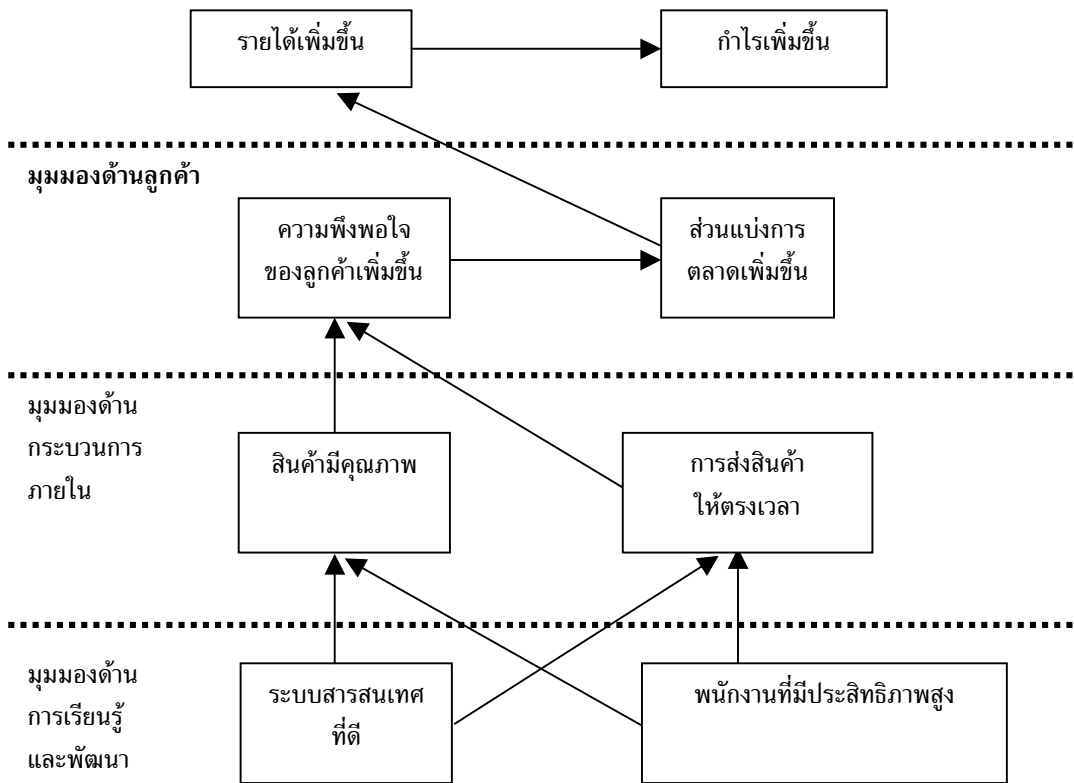 รายได้เพิ่มขึ้น
กำไรเพิ่มขึ้น
มุมมองด้านลูกค้า
ความพึงพอใจ
ของลูกค้าเพิ่มขึ้น
ส่วนแบ่งการ
ตลาดเพิ่มขึ้น
มุมมองด้าน
กระบวนการ
ภายใน
สินค้ามีคุณภาพ
การส่งสินค้า
ให้ตรงเวลา
มุมมองด้าน
การเรียนรู้
และพัฒนา
ระบบสารสนเทศ
ที่ดี
พนักงานที่มีประสิทธิภาพสูง